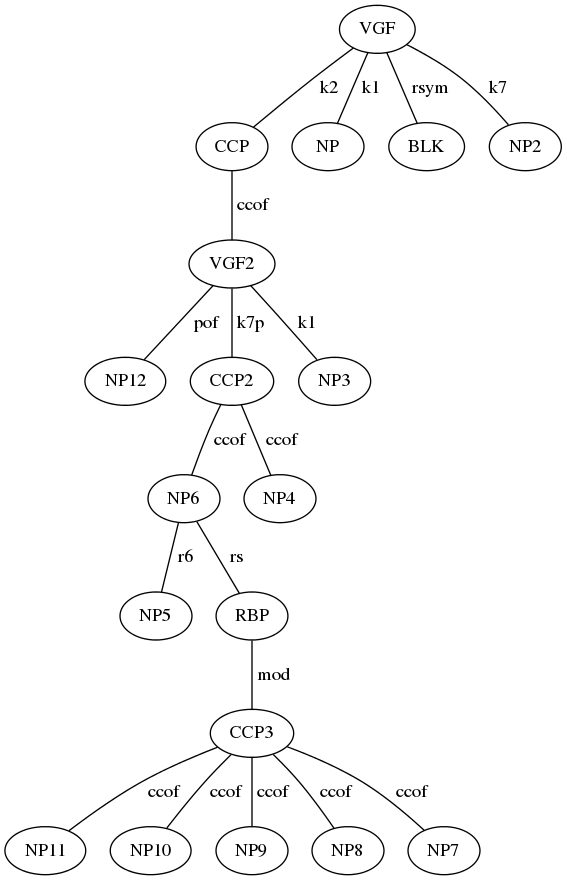 VGF
k2 k1 rsym k7
CCP NP BLK NP2
ccof
VGF2
pof k7p k1
NP12 CCP2 NP3
ccof ccof
NP6 NP4
r6 rs
NP5 RBP
mod
CCP3
ccof ccof ccof ccof ccof
NP11 NP10 NP9 NP8 NP7